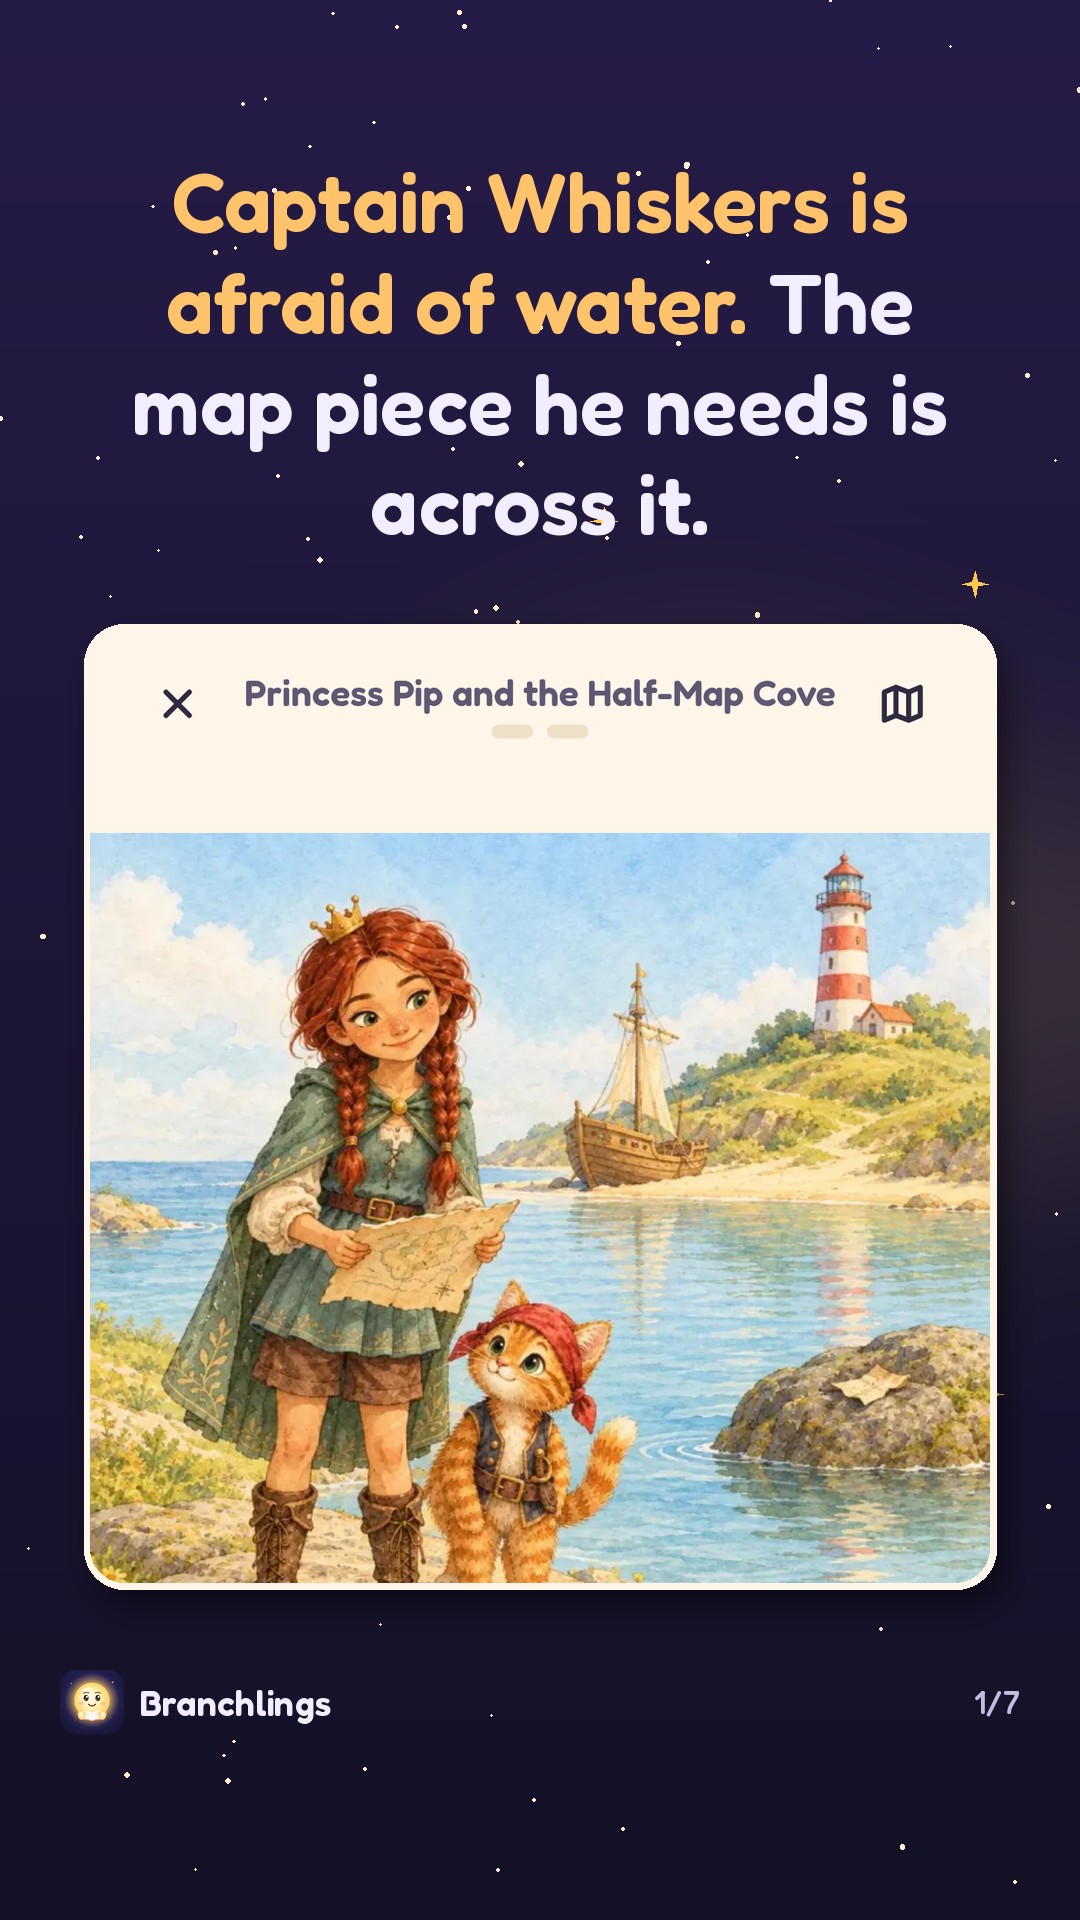 Captain Whiskers is
afraid of water. The
map piece he needs is
across it.
Princess Pip and the Half-Map Cove
Branchlings
1/7